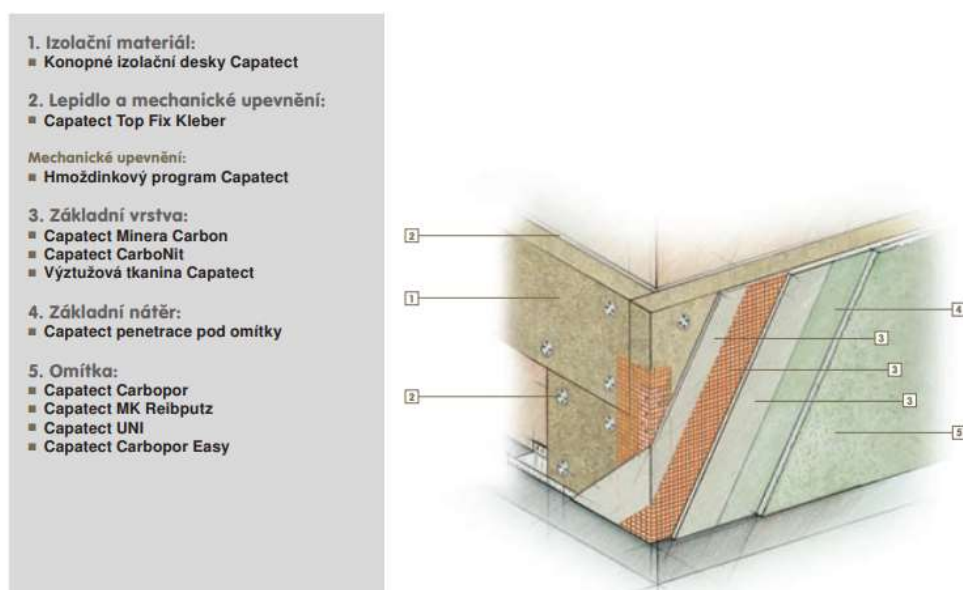 1. Izolační materiál:
■ Konopné izolační desky Capatect
2. Lepidlo a mechanické upevnění:
■ Capatect Top Fix Kleber
Mechanické upevnění:
■ Hmoždinkový program Capatect
3. Základní vrstva:
■ Capatect Minera Carbon
■ Capatect CarboNit
■ Výztužová tkanina Capatect
4. Základní nátěr:
■ Capatect penetrace pod omítky
5. Omítka:
■ Capatect Carbopor
■ Capatect MK Reibputz
■ Capatect UNI
■ Capatect Carbopor Easy
2
1
4
3
3
2
3
5